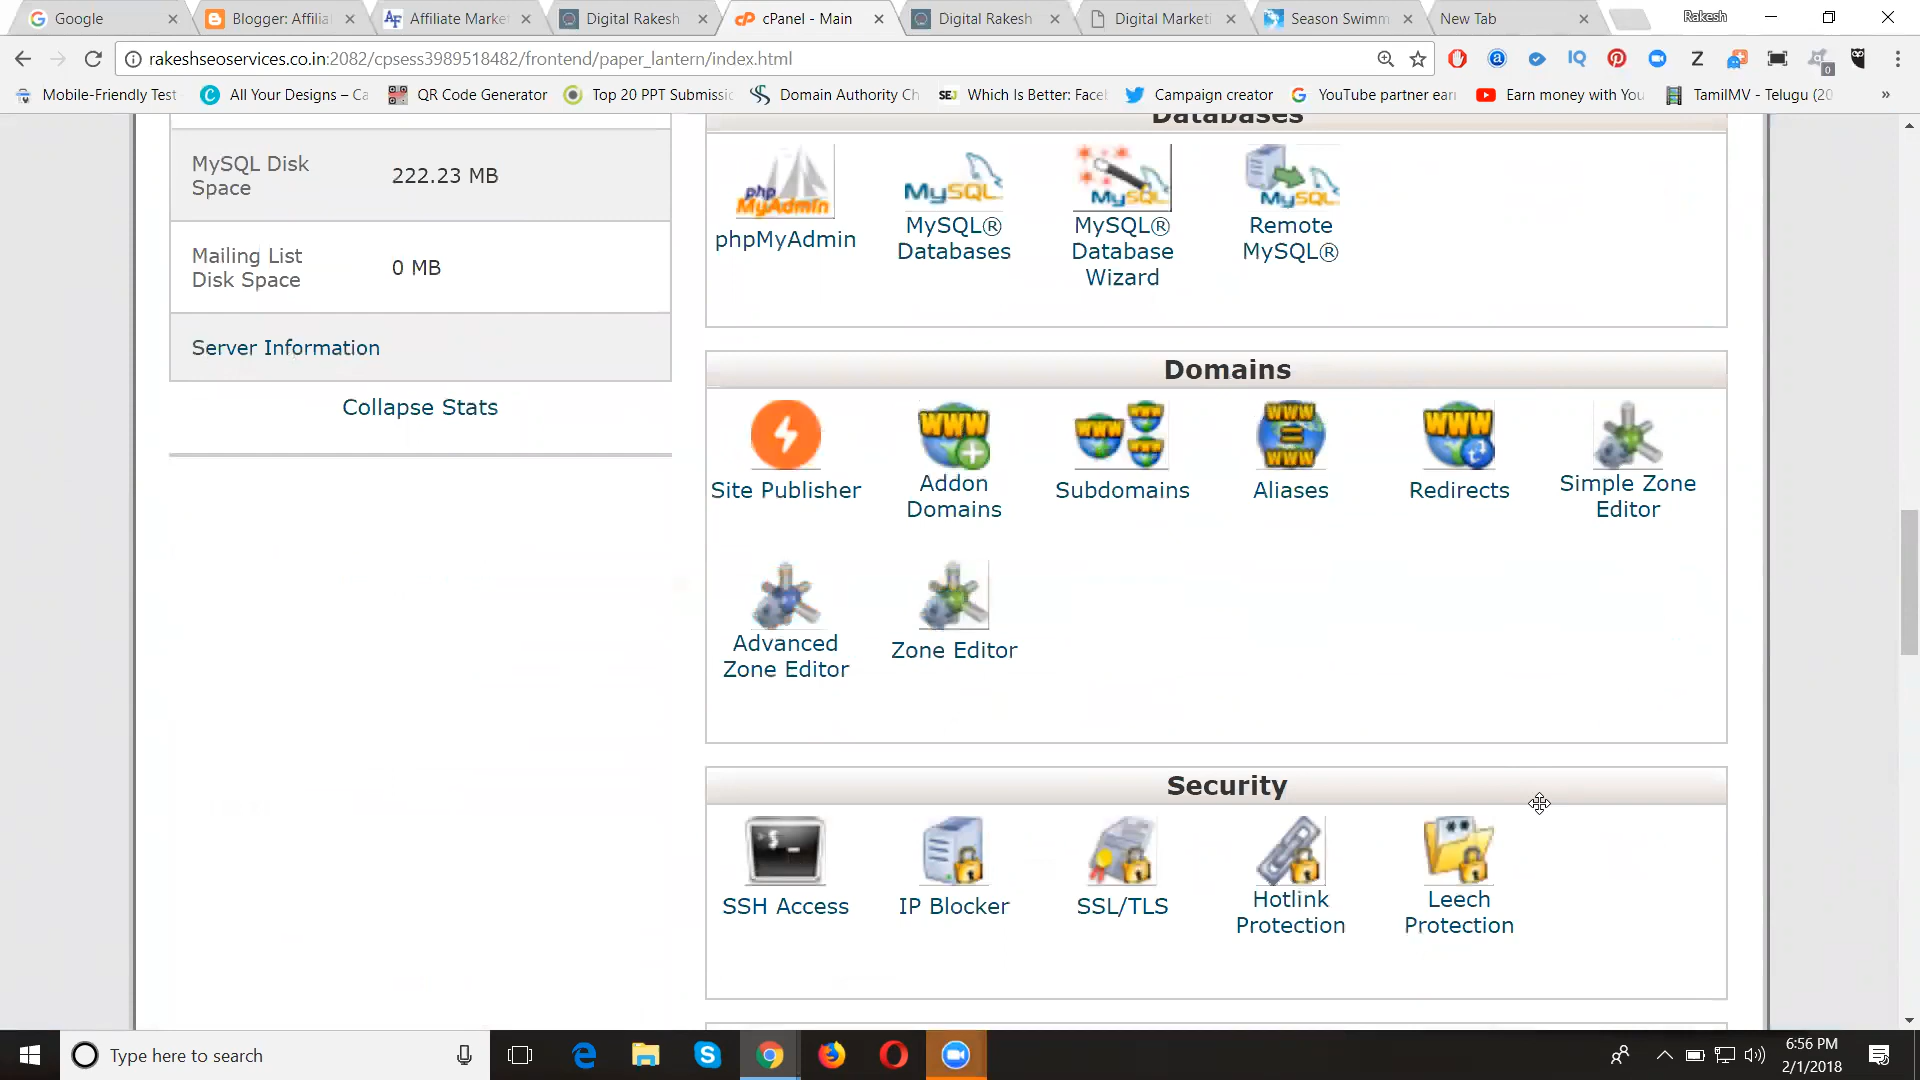 Google
Blogger: Affilia
Affiliate Marke
Digital Rakesh
cPanel - Main
Digital Rakesh
Digital Marketi
Season Swimm
New Tab
Rakesh
rakeshseoservices.co.in:2082/cpsess3989518482/frontend/paper_lantern/index.html
Mobile-Friendly Test
All Your Designs – Ca
QR Code Generator
Top 20 PPT Submissio
Domain Authority Ch
Which Is Better: Face
Campaign creator
YouTube partner earn
Earn money with You
TamilMV - Telugu (20
Databases
MySQL Disk
Space
222.23 MB
Mailing List
Disk Space
0 MB
Server Information
Collapse Stats
phpMyAdmin
MySQL®
Databases
MySQL®
Database
Wizard
Remote
MySQL®
Domains
Site Publisher
Addon
Domains
Subdomains
Aliases
Redirects
Simple Zone
Editor
Advanced
Zone Editor
Zone Editor
Security
SSH Access
IP Blocker
SSL/TLS
Hotlink
Protection
Leech
Protection
Type here to search
6:56 PM
2/1/2018